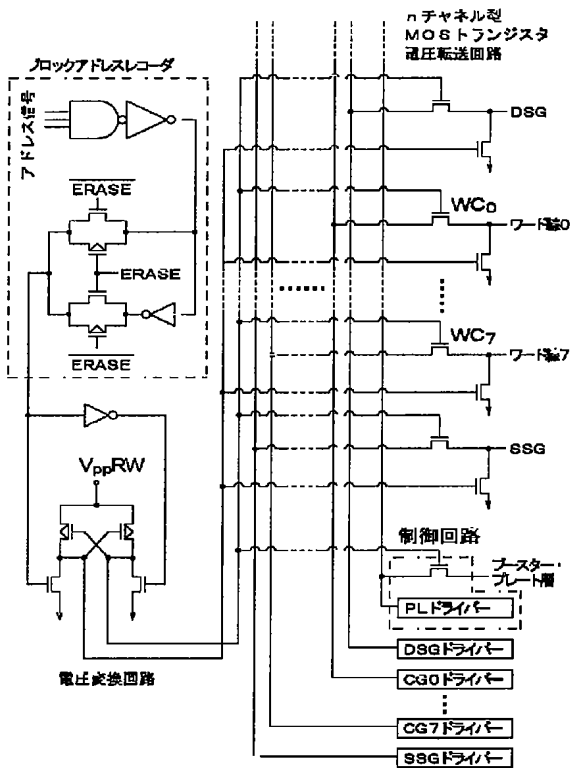 nチャネル型
MOSトランジスタ
電圧転送回路
ブロックアドレスレコーダ
アドレス信号
ERASE
ERASE
ERASE
DSG
WC0
ワード線0
WC7
ワード線7
SSG
VppRW
電圧変換回路
制御回路
ブースター・
プレート層
PLドライバー
DSGドライバー
CG0ドライバー
CG7ドライバー
SSGドライバー